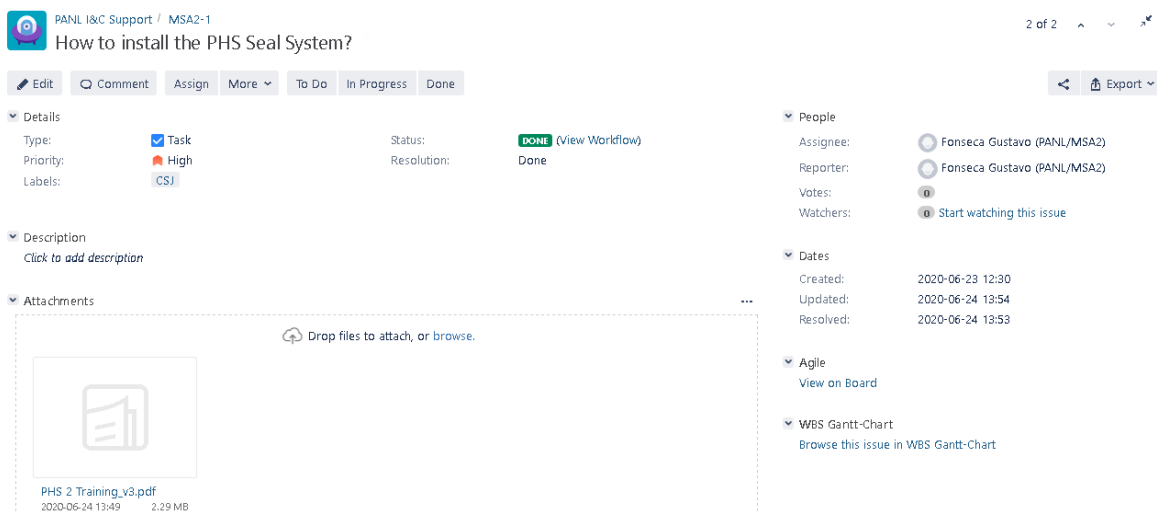 PANL I&C Support / MSA2-1
2 of 2
How to install the PHS Seal System?
Edit Comment Assign More To Do In Progress Done Export
Details
Type: Task Status: DONE (View Workflow)
Priority: High Resolution: Done
Labels: CSJ
Description
Click to add description
Attachments
Drop files to attach, or browse.
PHS 2 Training_v3.pdf
2020-06-24 13:49 2.29 MB
People
Assignee: Fonseca Gustavo (PANL/MSA2)
Reporter: Fonseca Gustavo (PANL/MSA2)
Votes: 0
Watchers: 0 Start watching this issue
Dates
Created: 2020-06-23 12:30
Updated: 2020-06-24 13:54
Resolved: 2020-06-24 13:53
Agile
View on Board
WBS Gantt-Chart
Browse this issue in WBS Gantt-Chart